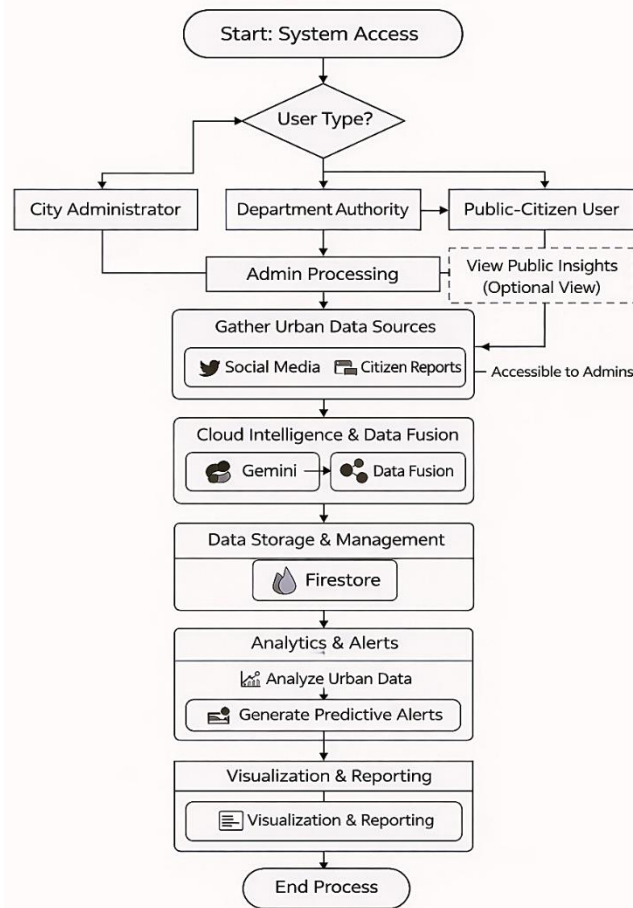 Start: System Access
User Type?
City Administrator
Department Authority
Public-Citizen User
Admin Processing
View Public Insights
(Optional View)
Gather Urban Data Sources
Social Media
Citizen Reports
Accessible to Admins
Cloud Intelligence & Data Fusion
Gemini
Data Fusion
Data Storage & Management
Firestore
Analytics & Alerts
Analyze Urban Data
Generate Predictive Alerts
Visualization & Reporting
Visualization & Reporting
End Process